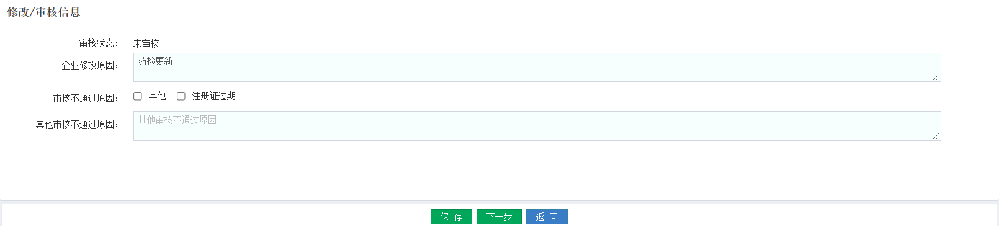 修改/审核信息
审核状态： 未审核
企业修改原因： 药检更新
审核不通过原因： 其他 注册证过期
其他审核不通过原因： 其他审核不通过原因
保 存 下一步 返 回